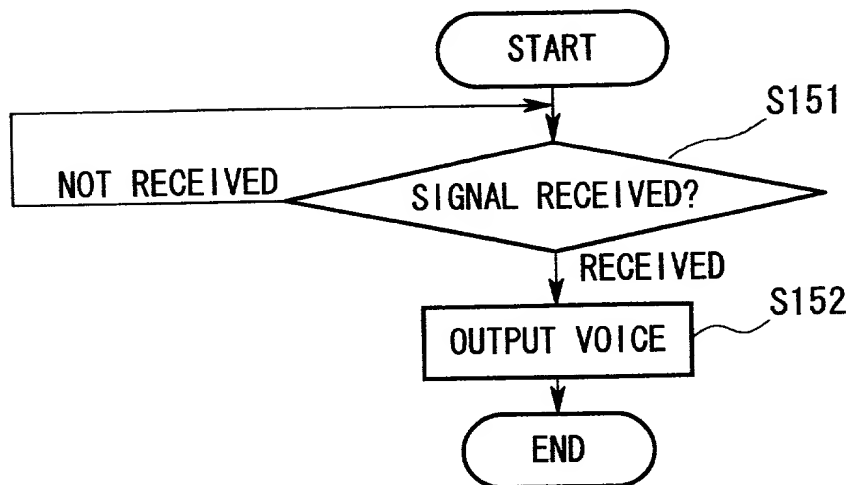 START
S151
NOT RECEIVED
SIGNAL RECEIVED?
RECEIVED
S152
OUTPUT VOICE
END